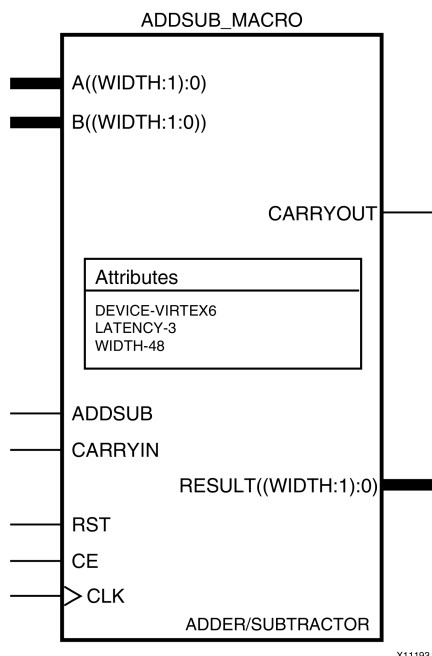 ADDSUB_MACRO
A((WIDTH:1):0)
B((WIDTH:1:0))
CARRYOUT
Attributes
DEVICE-VIRTEX6
LATENCY-3
WIDTH-48
ADDSUB
CARRYIN
RESULT((WIDTH:1):0)
RST
CE
CLK
ADDER/SUBTRACTOR
X11193